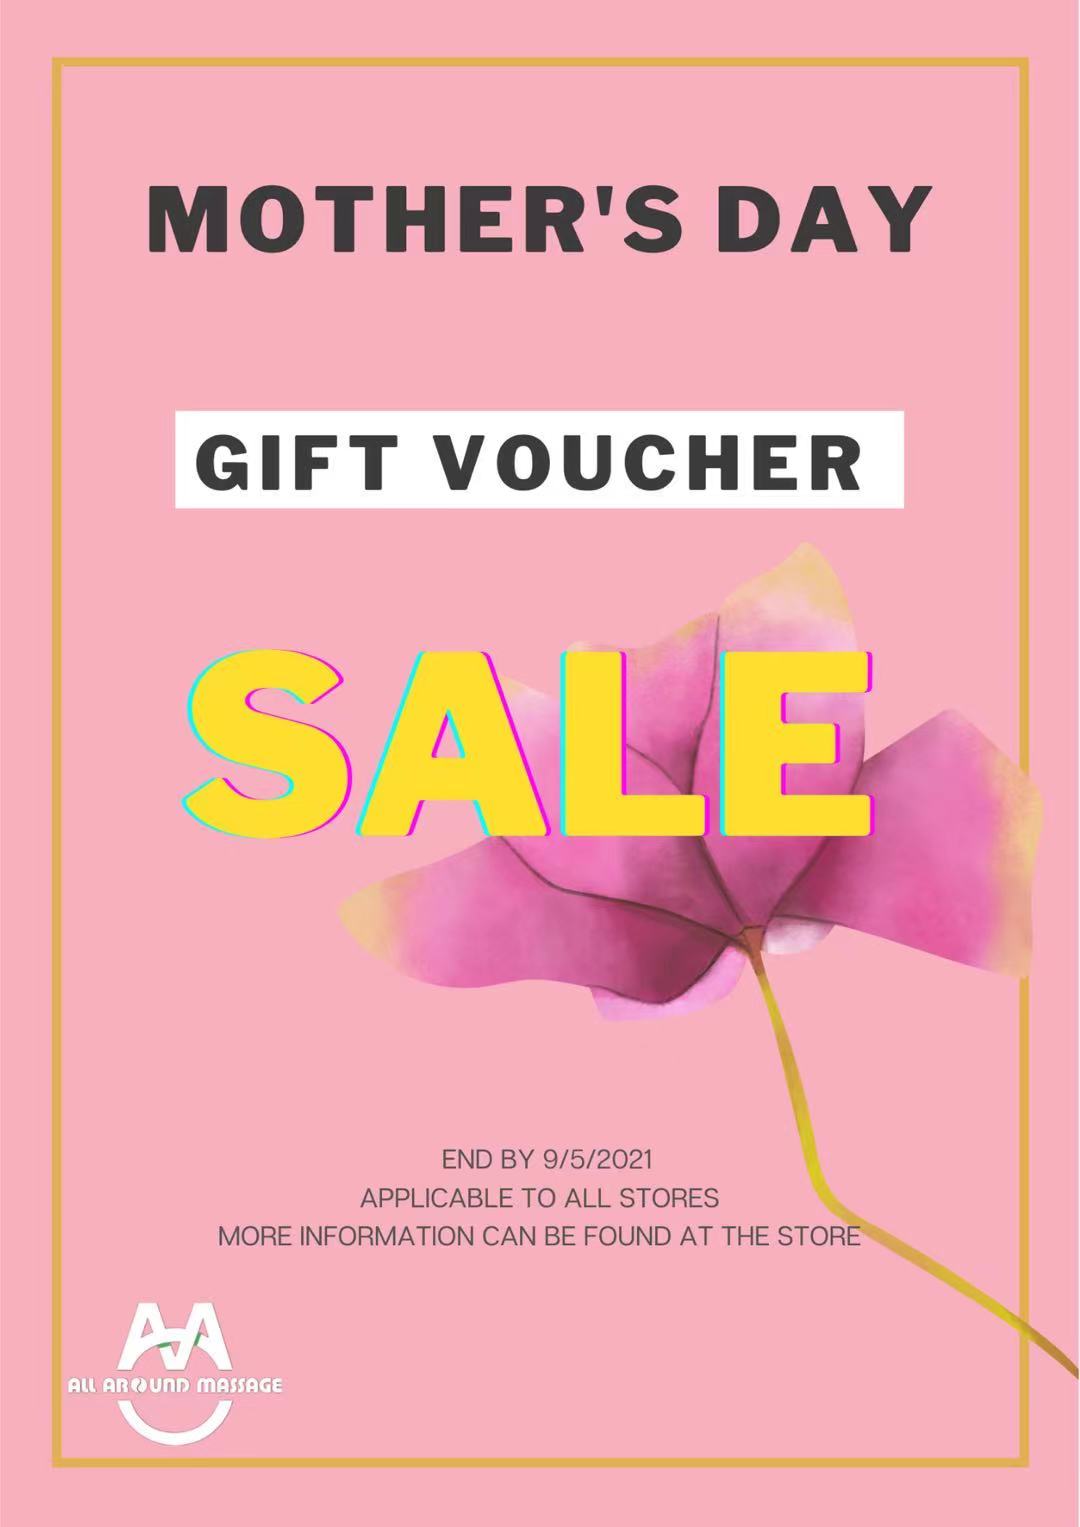 MOTHER'S DAY
GIFT VOUCHER
SALE
END BY 9/5/2021
APPLICABLE TO ALL STORES
MORE INFORMATION CAN BE FOUND AT THE STORE
AAA
ALL AROUND MASSAGE